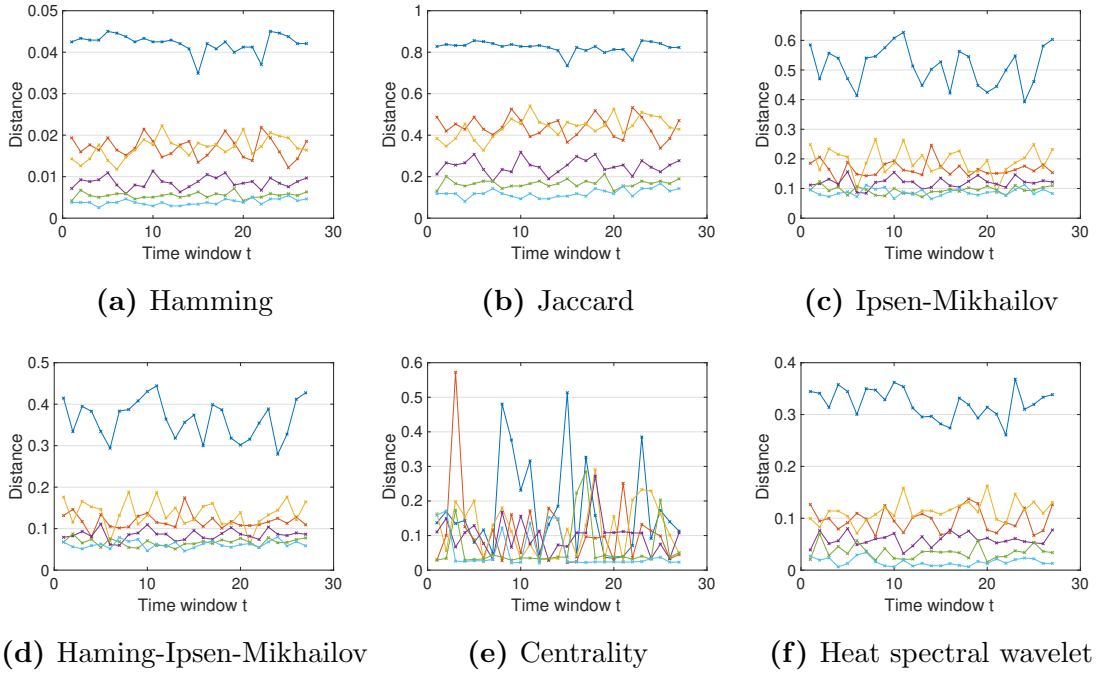 0.05
0.04
0.03
0.02
0.01
0
Distance
0 10 20 30
Time window t
(a) Hamming
1
0.8
0.6
0.4
0.2
0
Distance
0 10 20 30
Time window t
(b) Jaccard
0.6
0.5
0.4
0.3
0.2
0.1
0
Distance
0 10 20 30
Time window t
(c) Ipsen-Mikhailov
0.5
0.4
0.3
0.2
0.1
0
Distance
0 10 20 30
Time window t
(d) Haming-Ipsen-Mikhailov
0.6
0.5
0.4
0.3
0.2
0.1
0
Distance
0 10 20 30
Time window t
(e) Centrality
0.4
0.3
0.2
0.1
0
Distance
0 10 20 30
Time window t
(f) Heat spectral wavelet